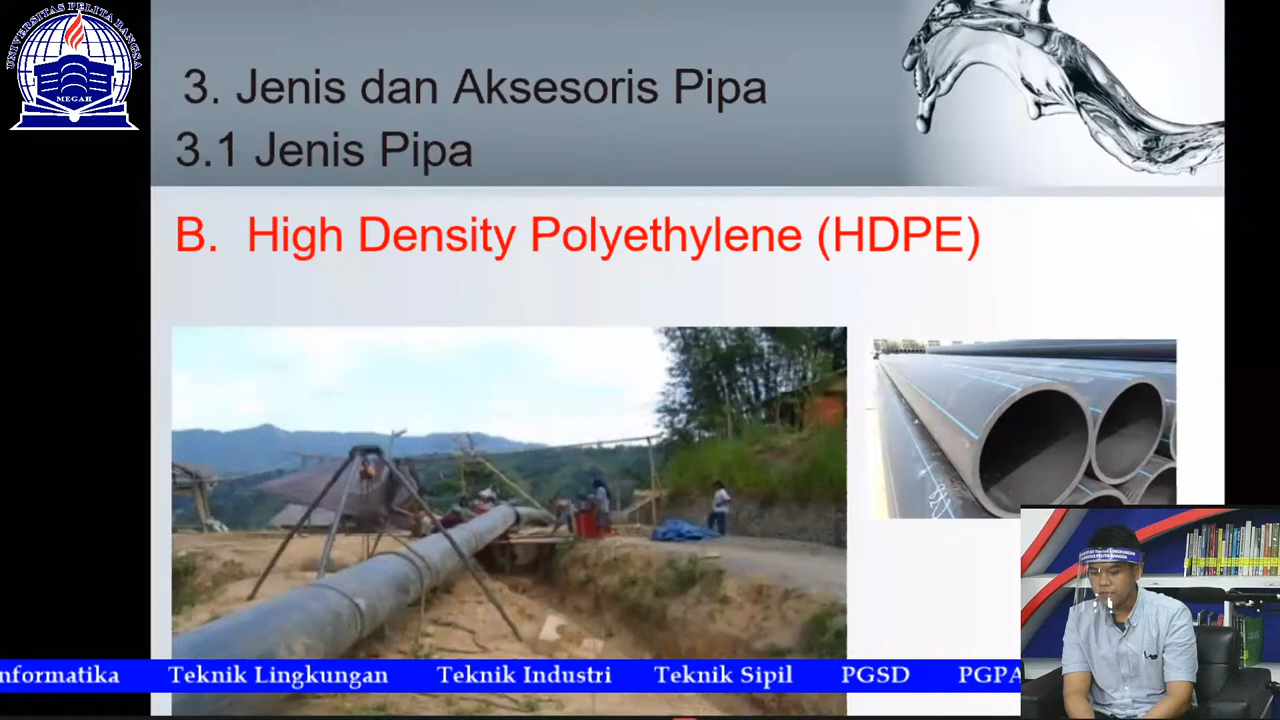 UNIVERSITAS PELITA BANGSA
MEGAH
3. Jenis dan Aksesoris Pipa
3.1 Jenis Pipa
B. High Density Polyethylene (HDPE)
nformatika Teknik Lingkungan Teknik Industri Teknik Sipil PGSD PGPA